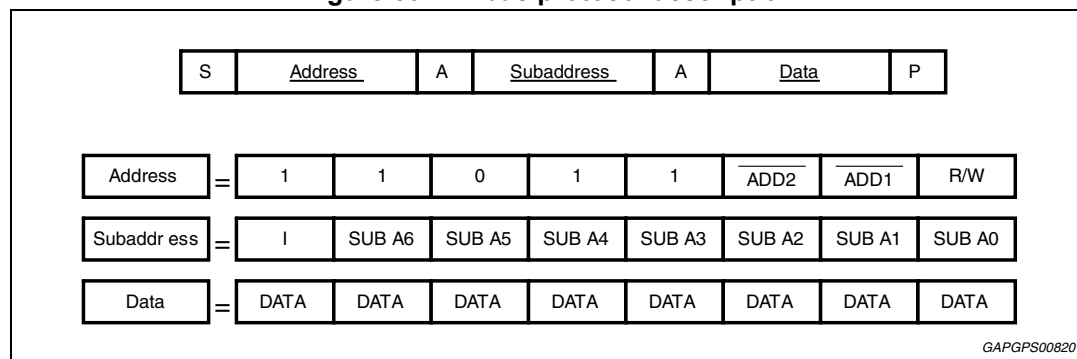 S Address A Subaddress A Data P
Address = 1 1 0 1 1 ADD2 ADD1 R/W
Subaddr ess = I SUB A6 SUB A5 SUB A4 SUB A3 SUB A2 SUB A1 SUB A0
Data = DATA DATA DATA DATA DATA DATA DATA DATA
GAPGPS00820